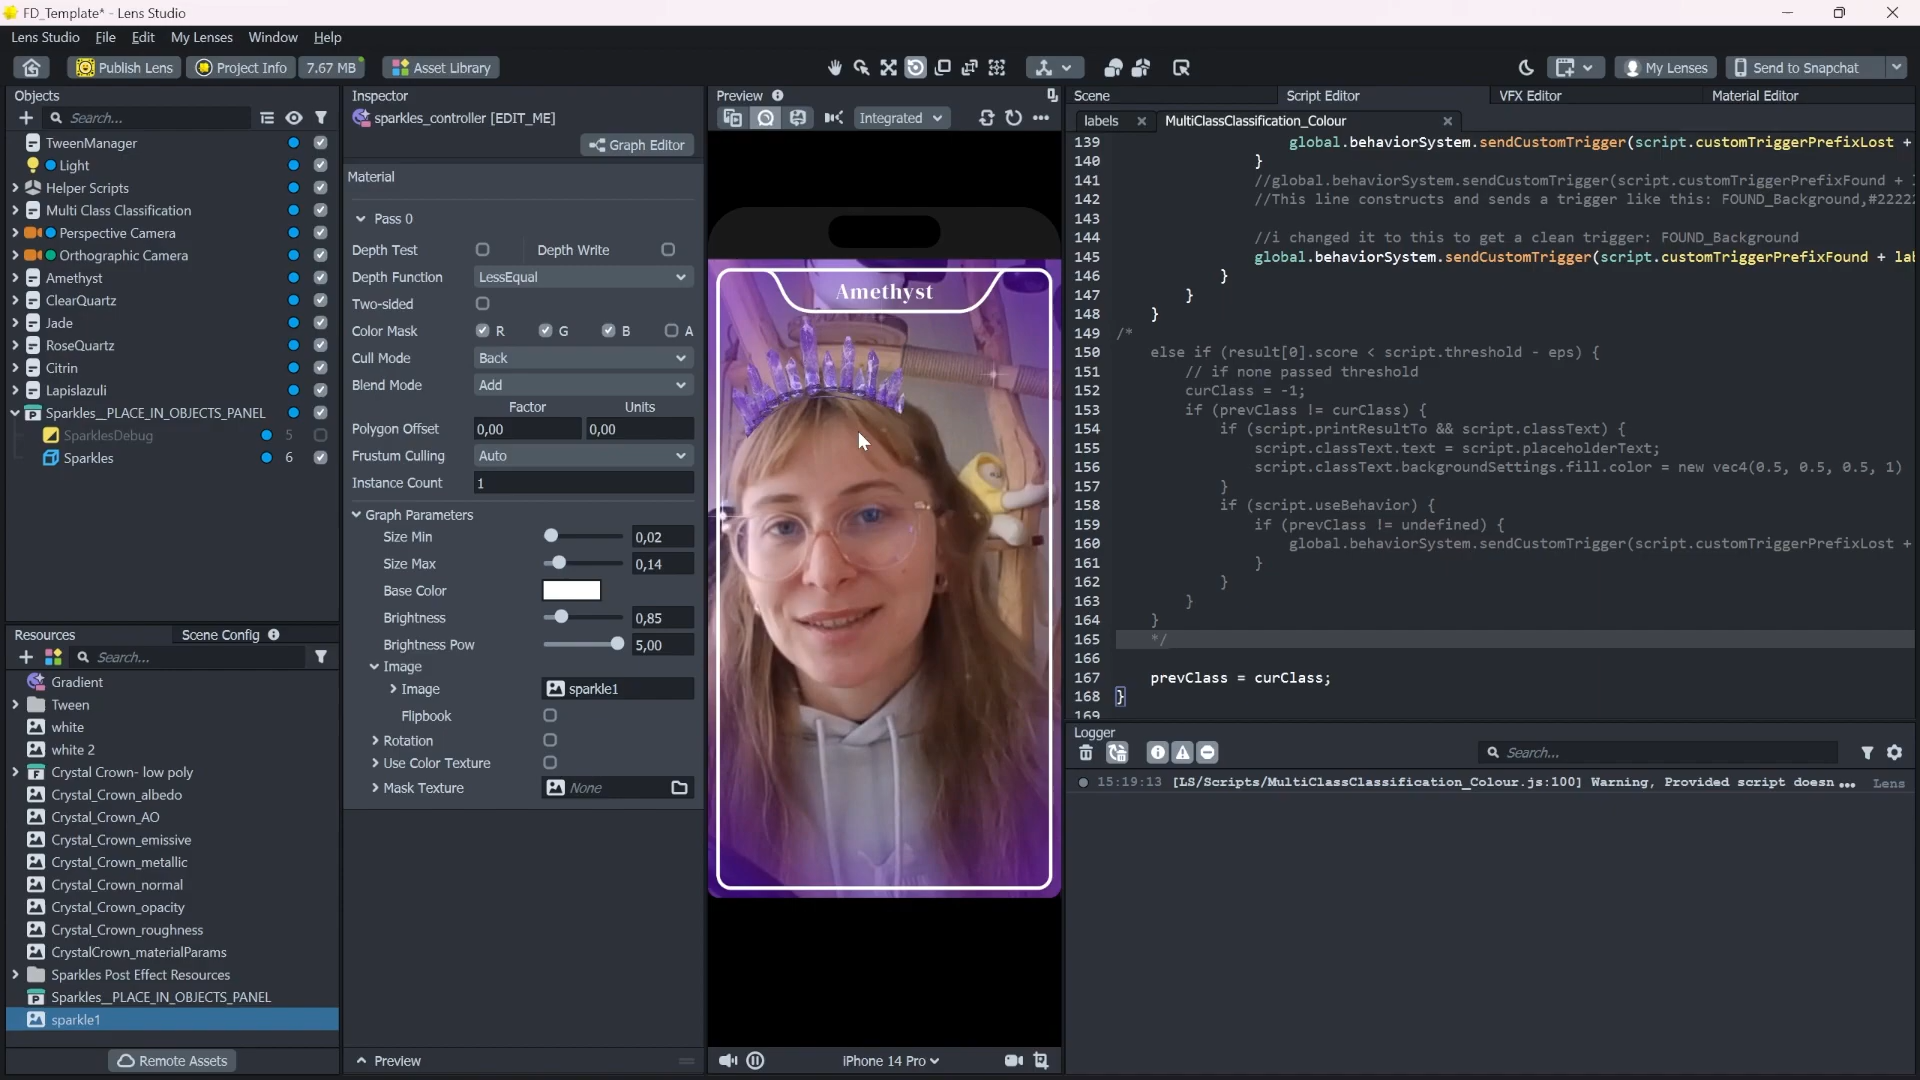 FD_Template* - Lens Studio
Lens Studio File Edit My Lenses Window Help
Publish Lens Project Info 7.67 MB Asset Library My Lenses Send to Snapchat
Objects
Search...
TweenManager
Light
Helper Scripts
Multi Class Classification
Perspective Camera
Orthographic Camera
Amethyst
ClearQuartz
Jade
RoseQuartz
Citrin
Lapislazuli
Sparkles__PLACE_IN_OBJECTS_PANEL
SparklesDebug 5
Sparkles 6
Resources Scene Config
Search...
Gradient
Tween
white
white 2
Crystal Crown- low poly
Crystal_Crown_albedo
Crystal_Crown_AO
Crystal_Crown_emissive
Crystal_Crown_metallic
Crystal_Crown_normal
Crystal_Crown_opacity
Crystal_Crown_roughness
CrystalCrown_materialParams
Sparkles Post Effect Resources
Sparkles__PLACE_IN_OBJECTS_PANEL
sparkle1
Remote Assets
Inspector
sparkles_controller [EDIT_ME]
Graph Editor
Material
Pass 0
Depth Test Depth Write
Depth Function LessEqual
Two-sided
Color Mask R G B A
Cull Mode Back
Blend Mode Add
Factor Units
Polygon Offset 0,00 0,00
Frustum Culling Auto
Instance Count 1
Graph Parameters
Size Min 0,02
Size Max 0,14
Base Color
Brightness 0,85
Brightness Pow 5,00
Image
Image sparkle1
Flipbook
Rotation
Use Color Texture
Mask Texture None
Preview
Preview
Integrated
Amethyst
iPhone 14 Pro
Scene Script Editor VFX Editor Material Editor
labels MultiClassClassification_Colour
139 global.behaviorSystem.sendCustomTrigger(script.customTriggerPrefixLost +
140 }
141 //global.behaviorSystem.sendCustomTrigger(script.customTriggerPrefixFound +
142 //This line constructs and sends a trigger like this: FOUND_Background,#2222
143
144 //i changed it to this to get a clean trigger: FOUND_Background
145 global.behaviorSystem.sendCustomTrigger(script.customTriggerPrefixFound + lab
146 }
147 }
148 }
149 /*
150 else if (result[0].score < script.threshold - eps) {
151 // if none passed threshold
152 curClass = -1;
153 if (prevClass != curClass) {
154 if (script.printResultTo && script.classText) {
155 script.classText.text = script.placeholderText;
156 script.classText.backgroundSettings.fill.color = new vec4(0.5, 0.5, 0.5, 1)
157 }
158 if (script.useBehavior) {
159 if (prevClass != undefined) {
160 global.behaviorSystem.sendCustomTrigger(script.customTriggerPrefixLost +
161 }
162 }
163 }
164 }
165 */
166
167 prevClass = curClass;
168 }
169
Logger
Search...
15:19:13 [LS/Scripts/MultiClassClassification_Colour.js:100] Warning, Provided script doesn ... Lens